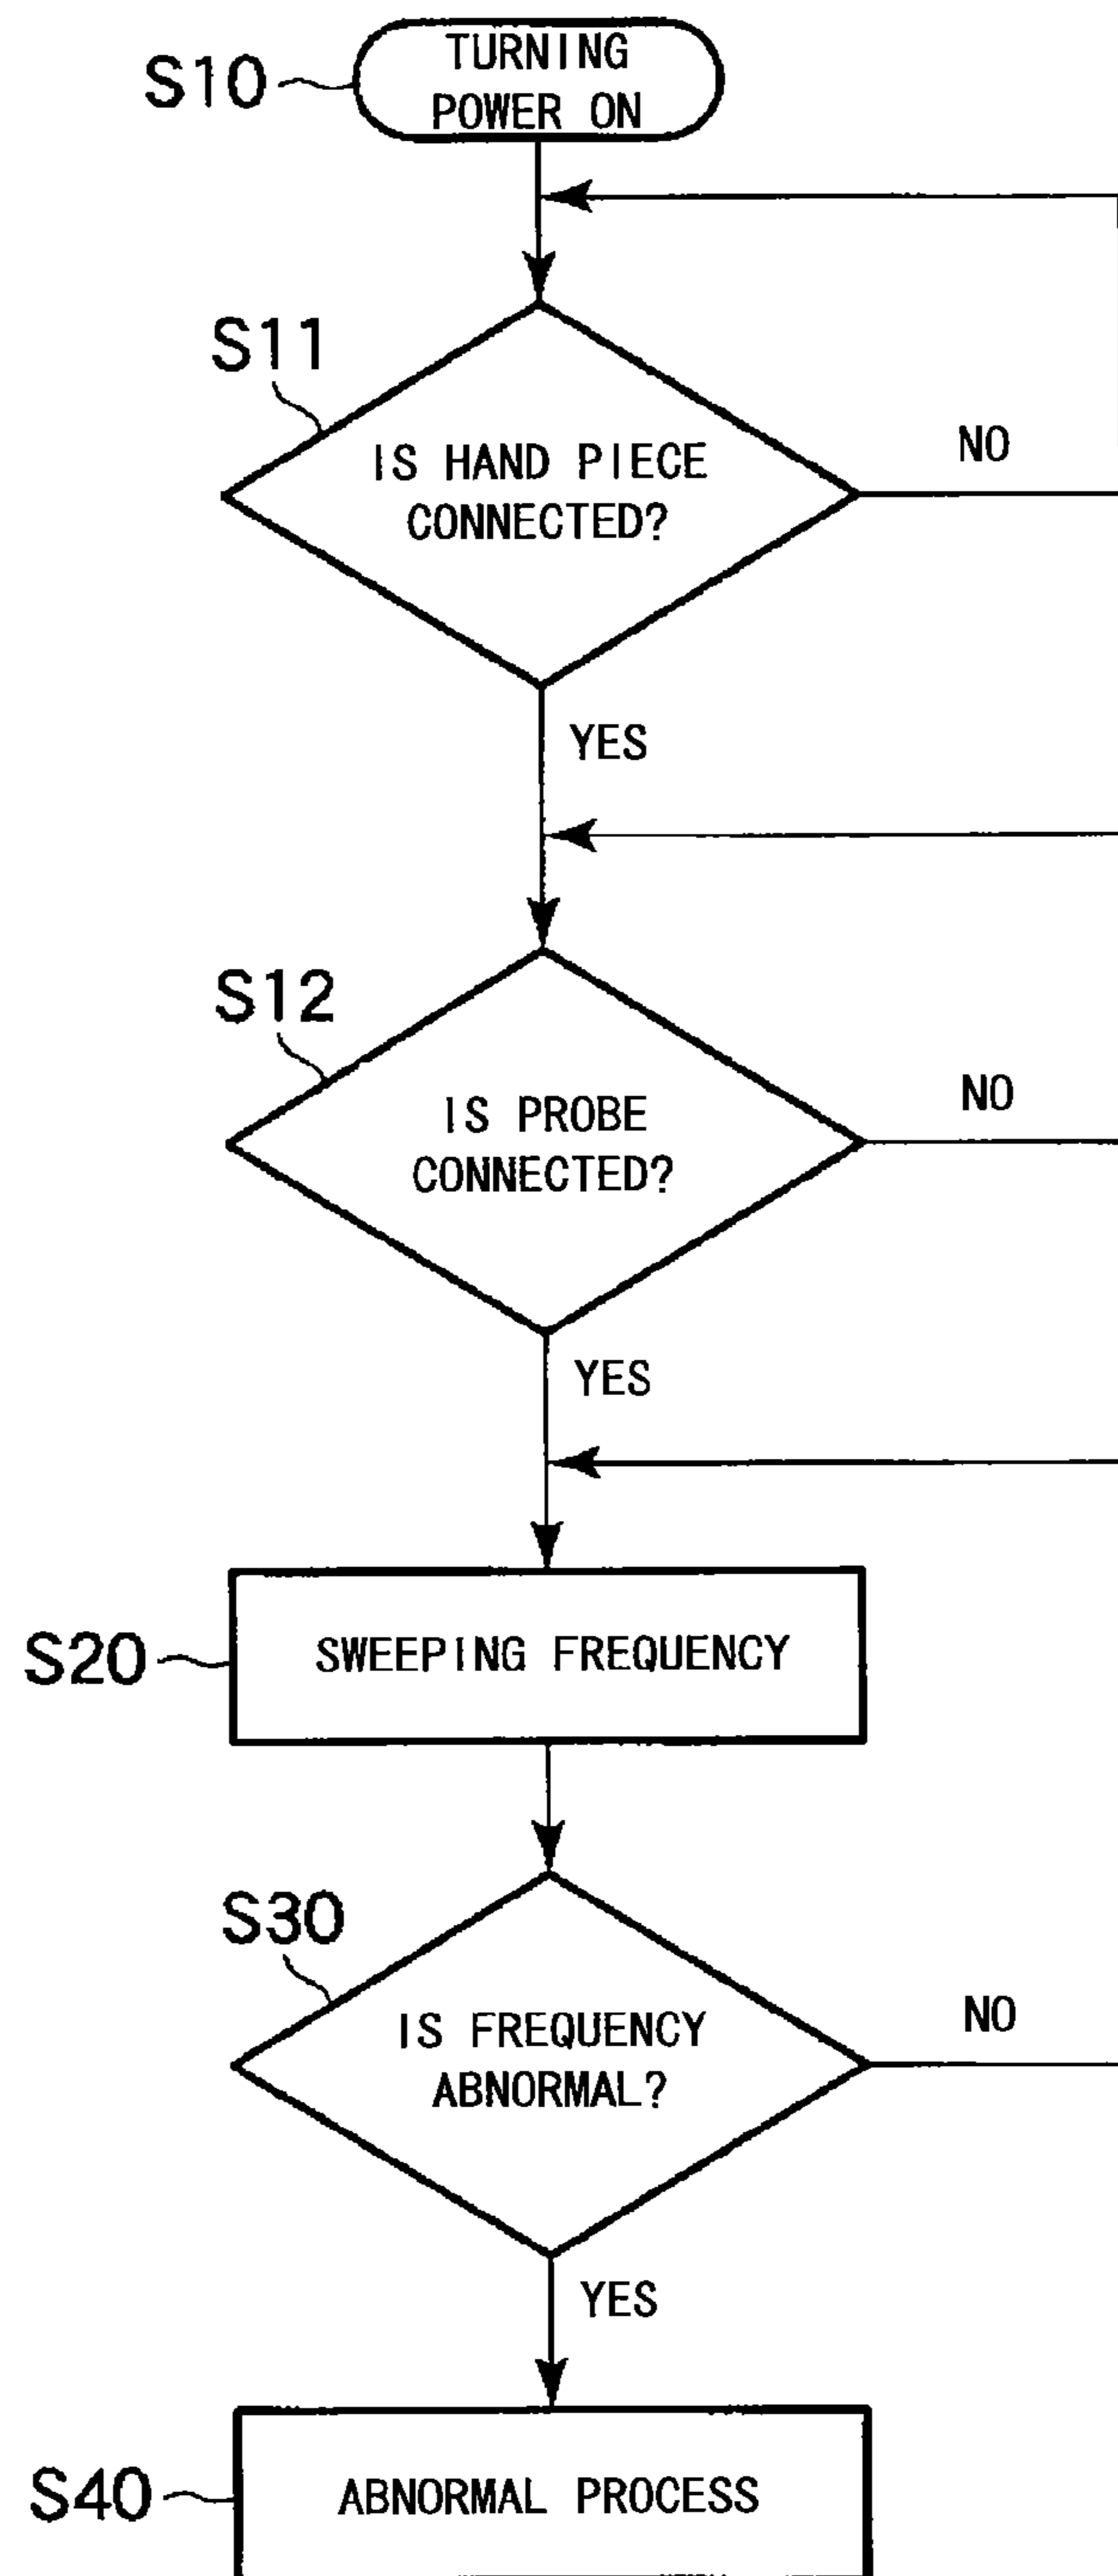 S10
TURNING
POWER ON
S11
IS HAND PIECE
CONNECTED?
NO
YES
S12
IS PROBE
CONNECTED?
NO
YES
S20
SWEEPING FREQUENCY
S30
IS FREQUENCY
ABNORMAL?
NO
YES
S40
ABNORMAL PROCESS